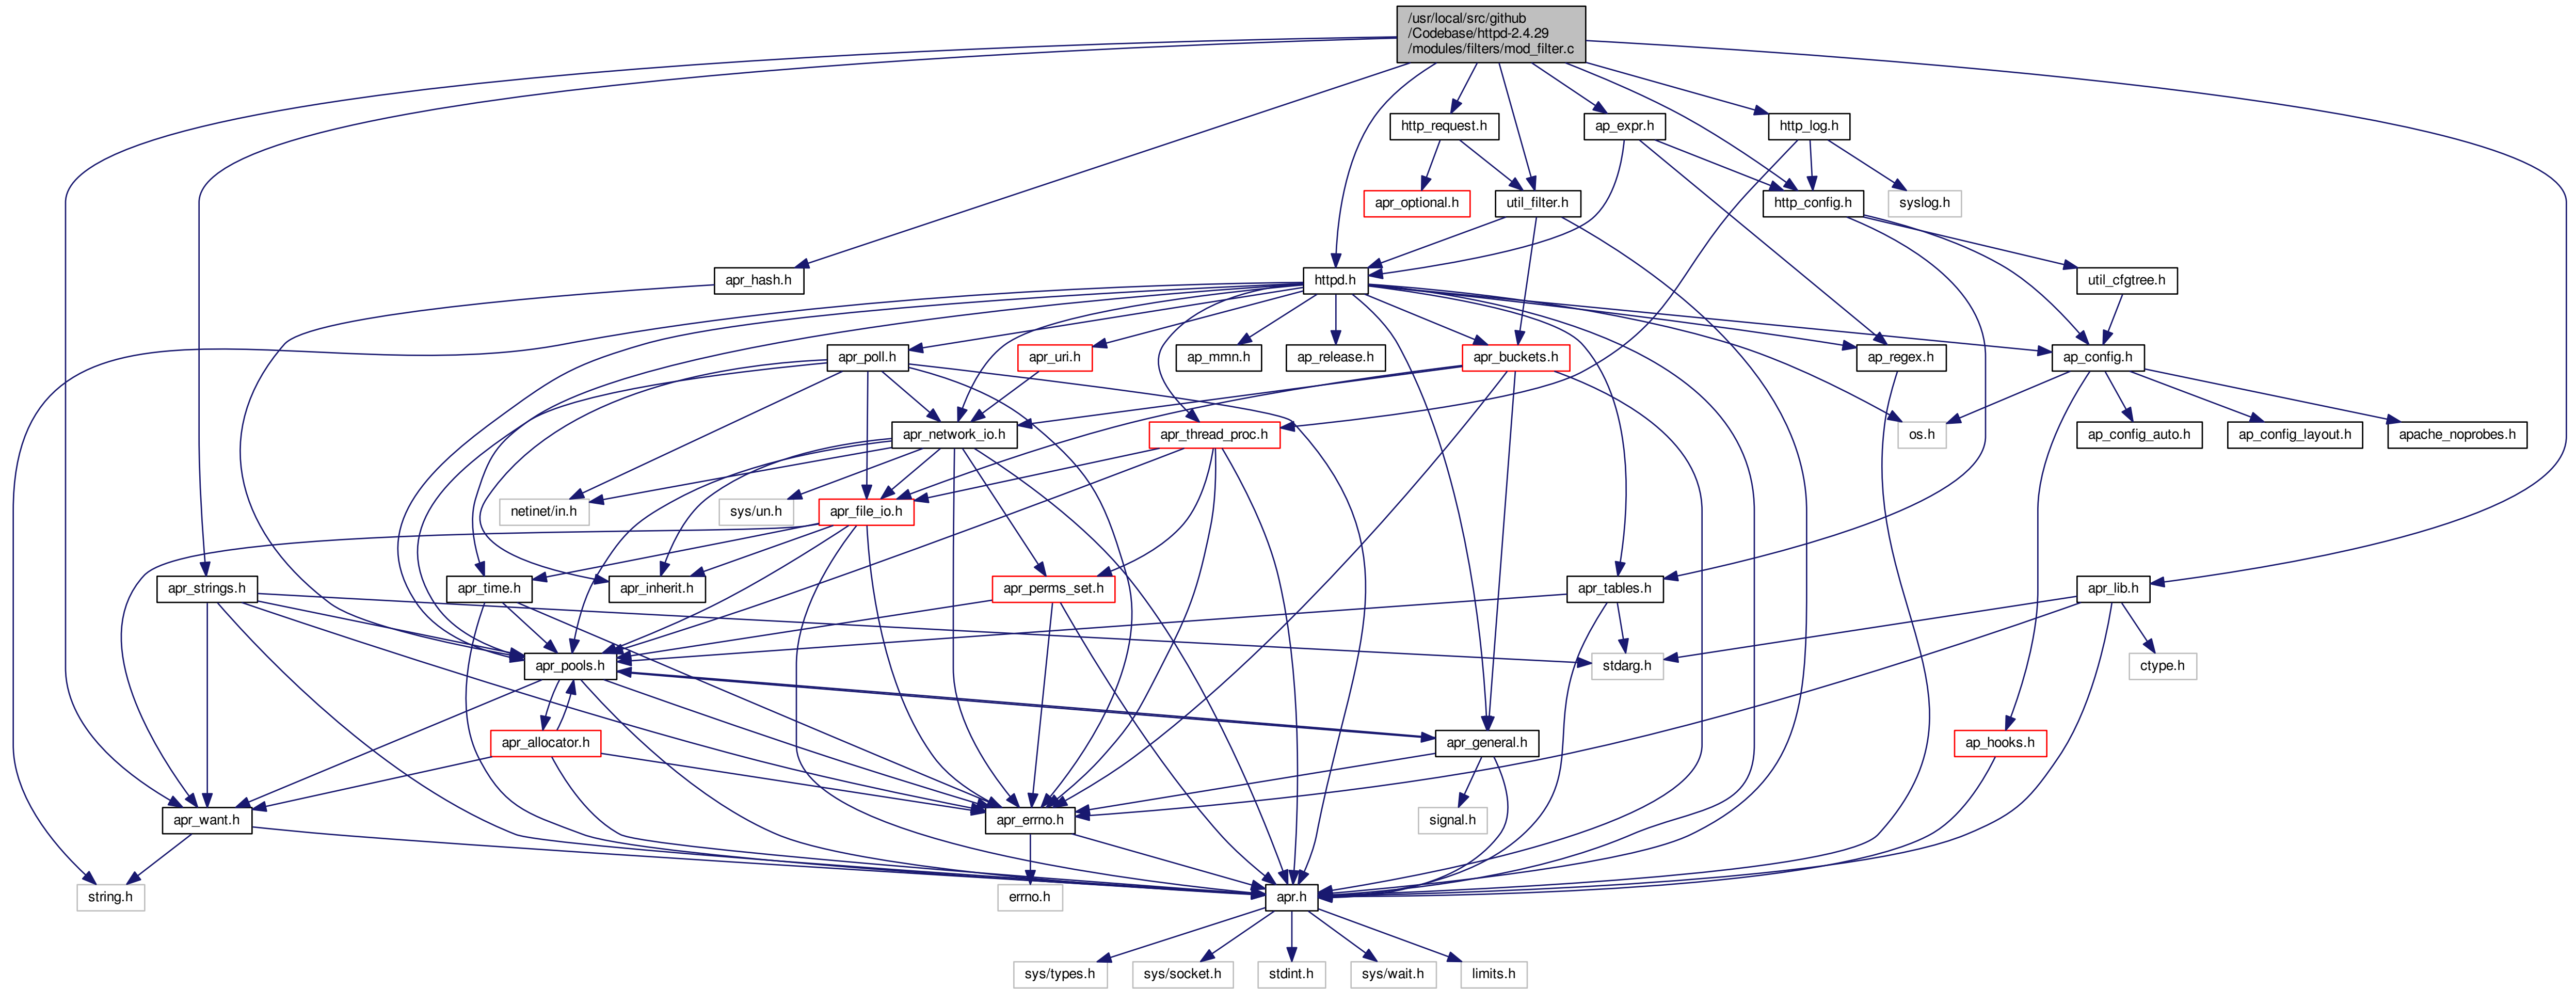 /usr/local/src/github
/Codebase/httpd-2.4.29
/modules/filters/mod_filter.c
http_request.h
ap_expr.h
http_log.h
apr_optional.h
util_filter.h
http_config.h
syslog.h
apr_hash.h
httpd.h
util_cfgtree.h
apr_poll.h
apr_uri.h
ap_mmn.h
ap_release.h
apr_buckets.h
ap_regex.h
ap_config.h
apr_network_io.h
apr_thread_proc.h
os.h
ap_config_auto.h
ap_config_layout.h
apache_noprobes.h
netinet/in.h
sys/un.h
apr_file_io.h
apr_strings.h
apr_time.h
apr_inherit.h
apr_perms_set.h
apr_tables.h
apr_lib.h
apr_pools.h
stdarg.h
ctype.h
apr_allocator.h
apr_general.h
ap_hooks.h
apr_want.h
apr_errno.h
signal.h
string.h
errno.h
apr.h
sys/types.h
sys/socket.h
stdint.h
sys/wait.h
limits.h